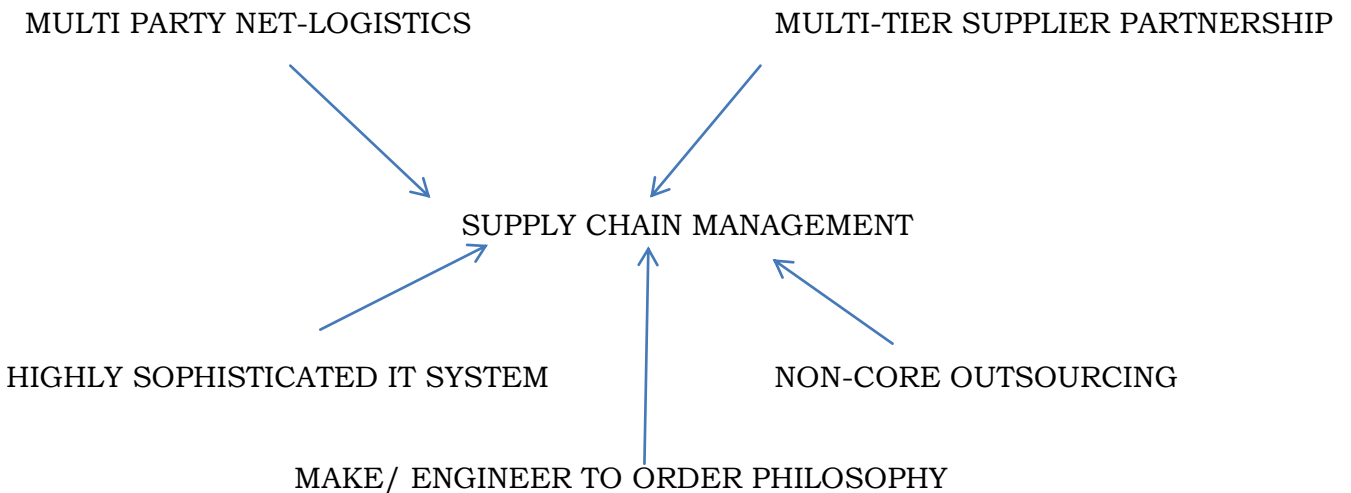 MULTI PARTY NET-LOGISTICS
MULTI-TIER SUPPLIER PARTNERSHIP
SUPPLY CHAIN MANAGEMENT
HIGHLY SOPHISTICATED IT SYSTEM
NON-CORE OUTSOURCING
MAKE/ ENGINEER TO ORDER PHILOSOPHY